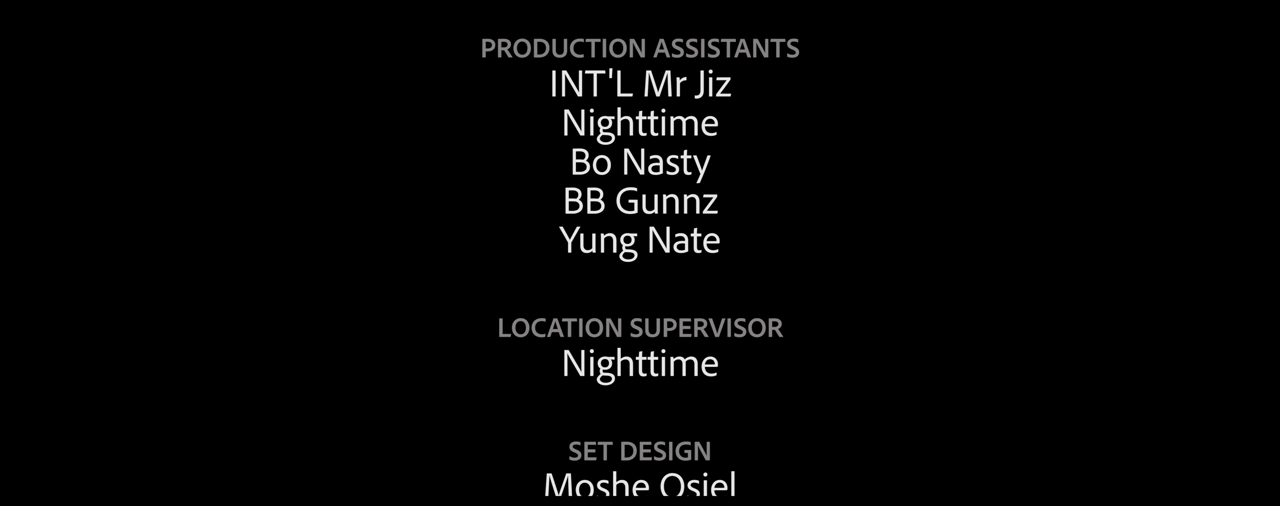 PRODUCTION ASSISTANTS
INT'L Mr Jiz
Nighttime
Bo Nasty
BB Gunnz
Yung Nate
LOCATION SUPERVISOR
Nighttime
SET DESIGN
Moshe Osiel